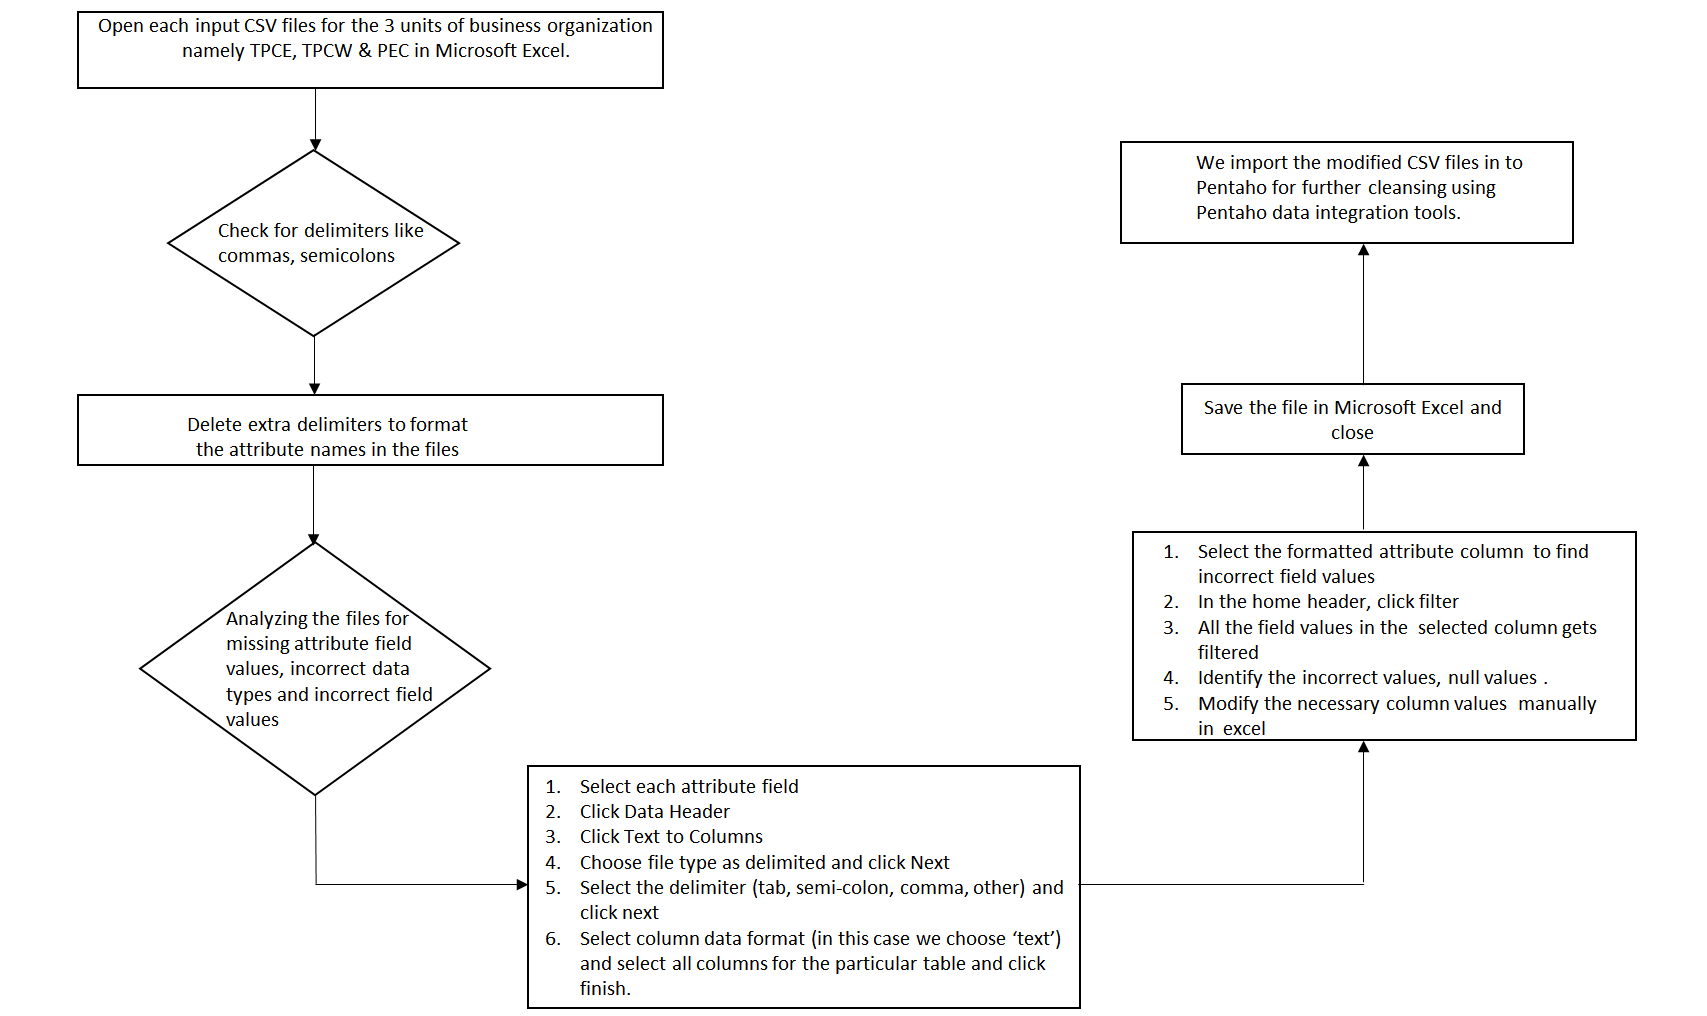 Open each input CSV files for the 3 units of business organization
namely TPCE, TPCW & PEC in Microsoft Excel.
Check for delimiters like
commas, semicolons
Delete extra delimiters to format
the attribute names in the files
Analyzing the files for
missing attribute field
values, incorrect data
types and incorrect field
values
1. Select each attribute field
2. Click Data Header
3. Click Text to Columns
4. Choose file type as delimited and click Next
5. Select the delimiter (tab, semi-colon, comma, other) and
click next
6. Select column data format (in this case we choose ‘text’)
and select all columns for the particular table and click
finish.
1. Select the formatted attribute column to find
incorrect field values
2. In the home header, click filter
3. All the field values in the selected column gets
filtered
4. Identify the incorrect values, null values .
5. Modify the necessary column values manually
in excel
Save the file in Microsoft Excel and
close
We import the modified CSV files in to
Pentaho for further cleansing using
Pentaho data integration tools.